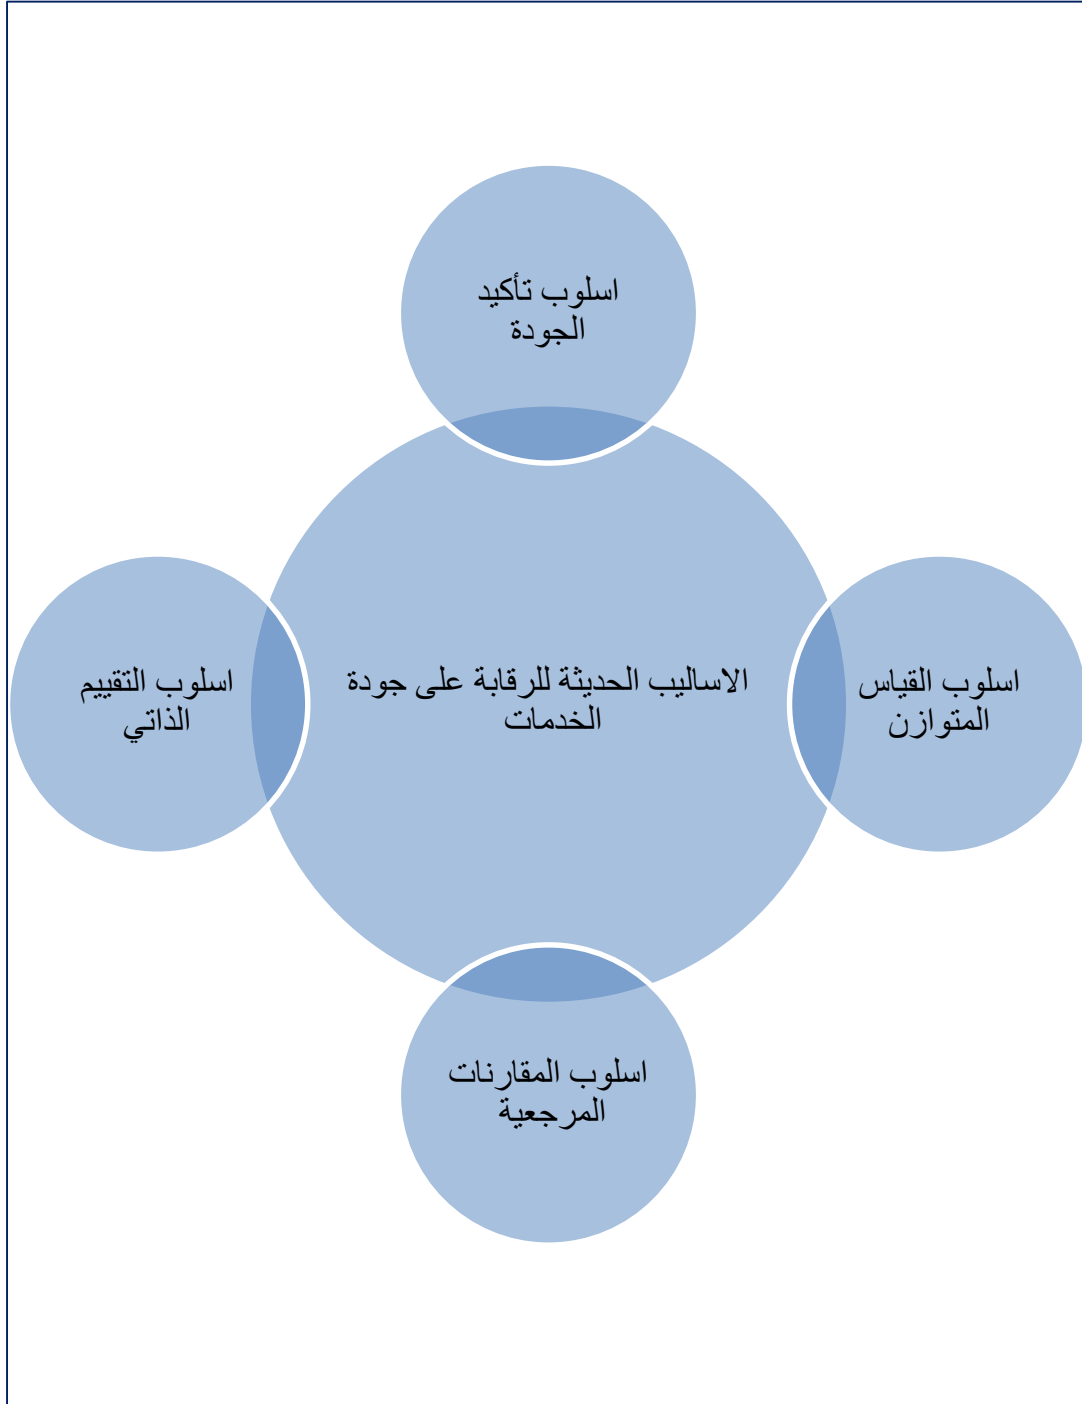 اسلوب تأكيد
الجودة
الاساليب الحديثة للرقابة على جودة
الخدمات
اسلوب القياس
المتوازن
اسلوب التقييم
الذاتي
اسلوب المقارنات
المرجعية